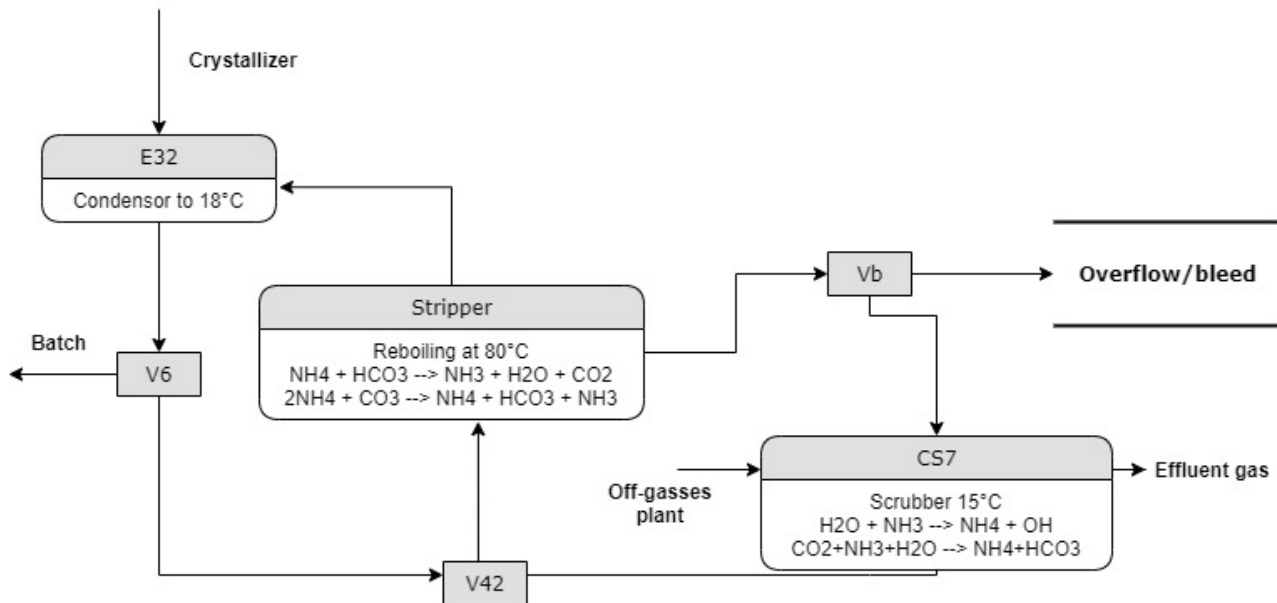 Crystallizer
E32
Condensor to 18°C
Stripper
Reboiling at 80°C
NH4 + HCO3 --> NH3 + H2O + CO2
2NH4 + CO3 --> NH4 + HCO3 + NH3
Vb
Overflow/bleed
Batch
V6
CS7
Scrubber 15°C
H2O + NH3 --> NH4 + OH
CO2+NH3+H2O --> NH4+HCO3
Off-gasses
plant
Effluent gas
V42